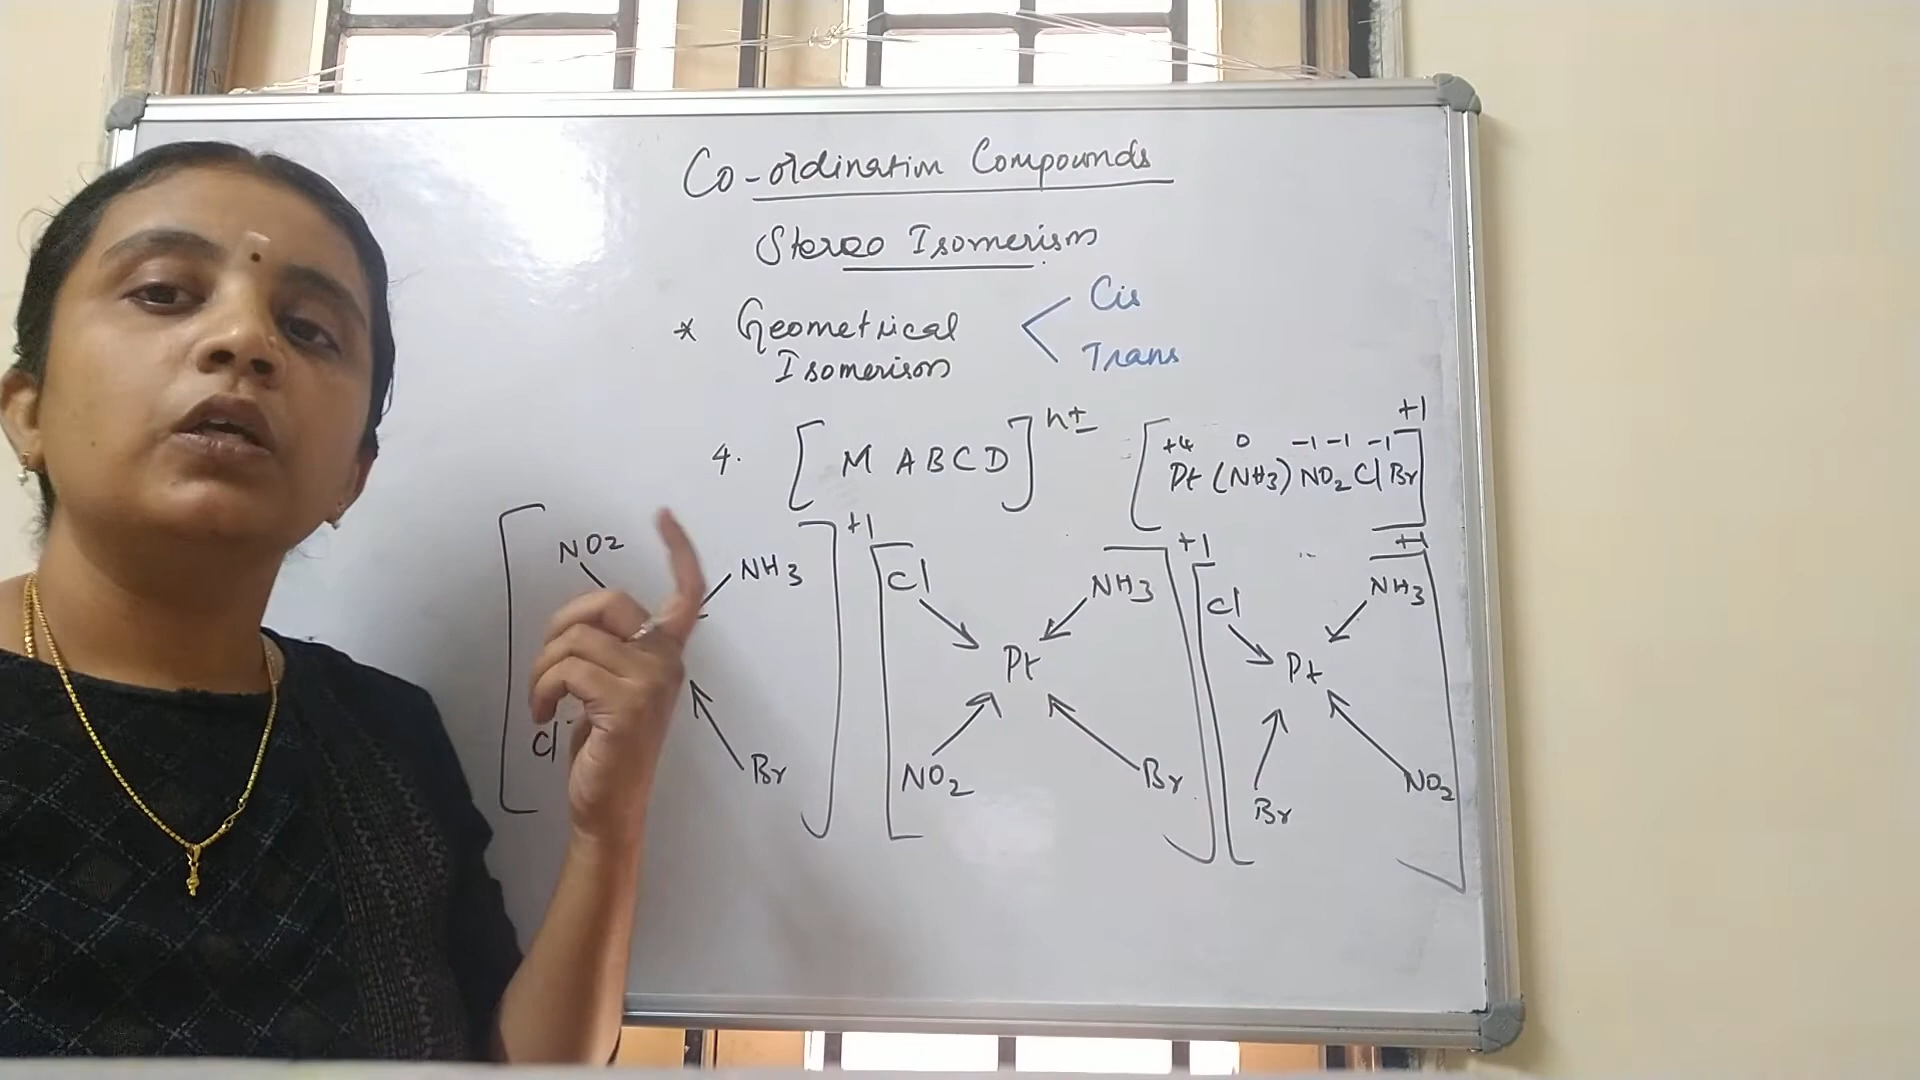 Co-ordination Compounds
Stereo Isomerism
* Geometrical Isomerism
Cis
Trans
4. [M A B C D]n±
[Pt (NH3) NO2 Cl Br]+1
+4 0 -1 -1 -1
NO2 NH3 +1
Cl Br
Cl NH3 +1
Pt
NO2 Br
Cl NH3 +1
Pt
Br NO2